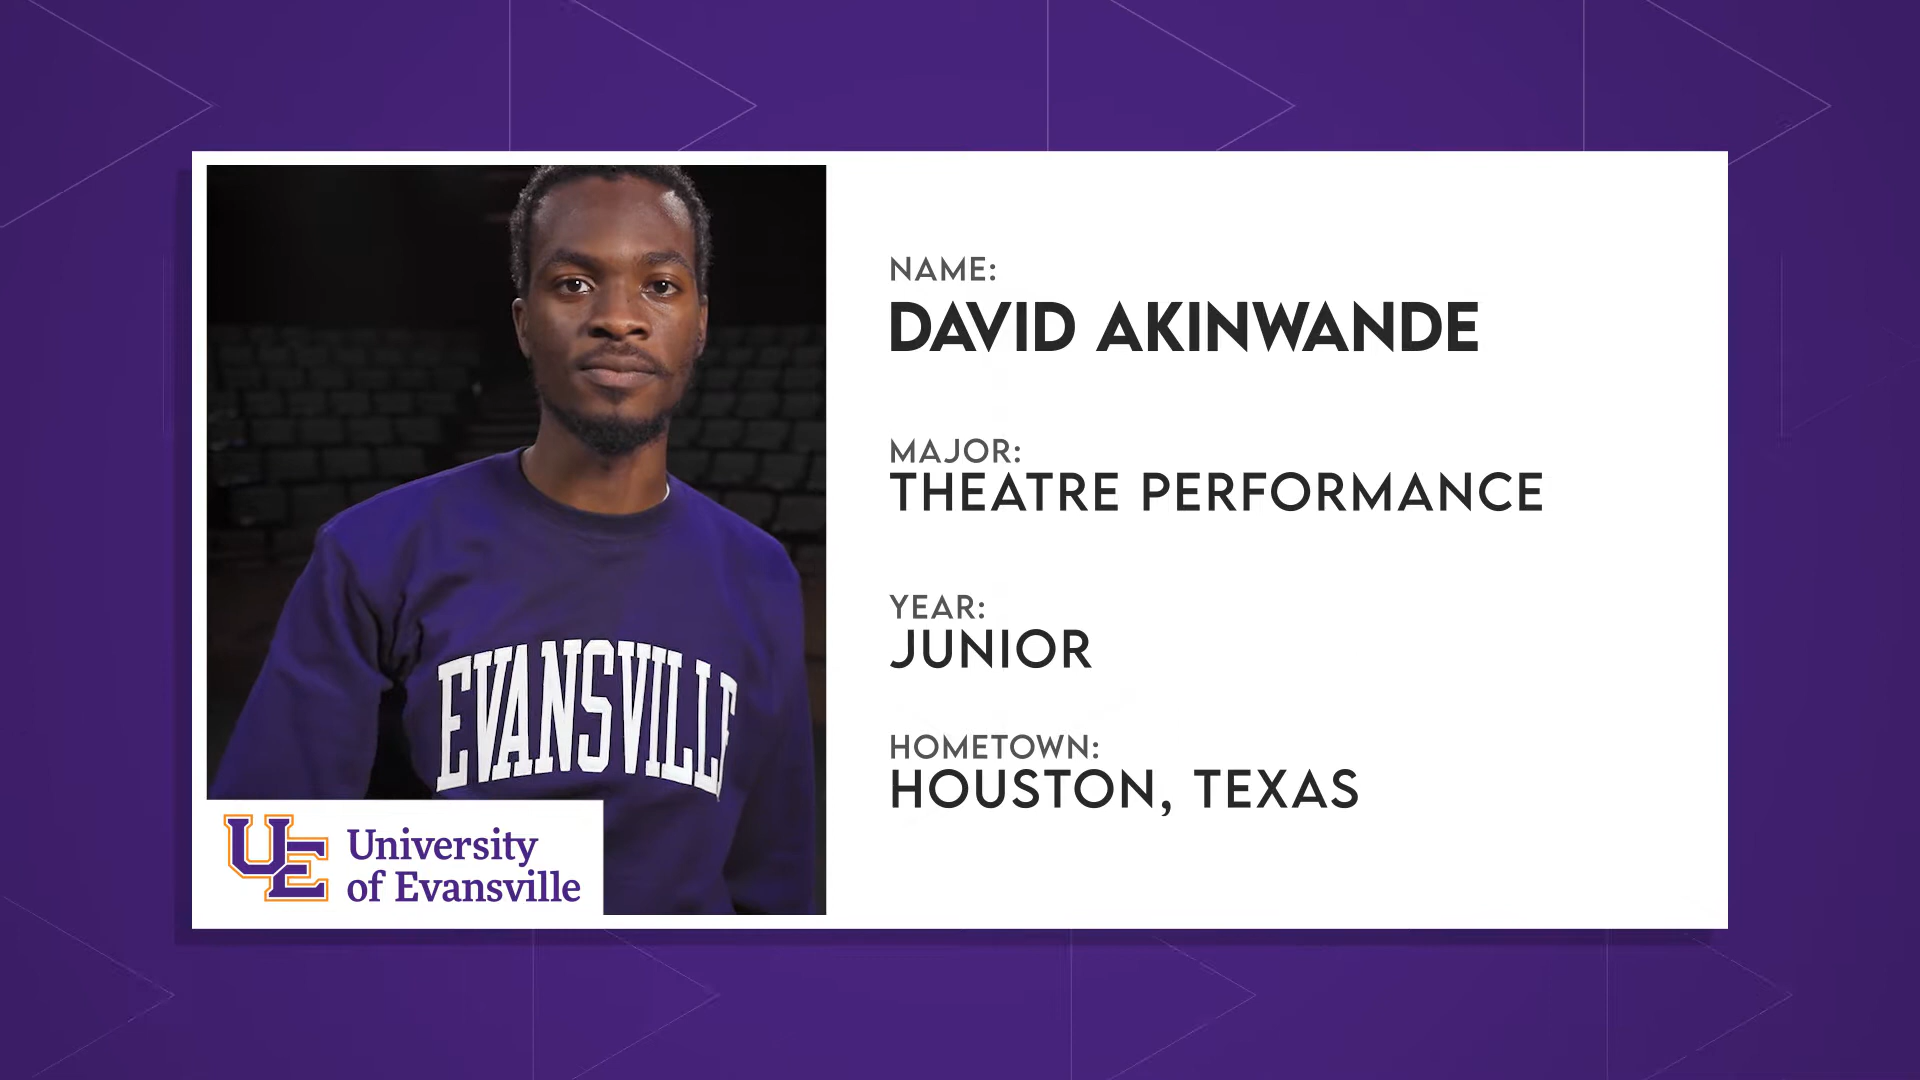 NAME:
DAVID AKINWANDE
MAJOR:
THEATRE PERFORMANCE
YEAR:
JUNIOR
HOMETOWN:
HOUSTON, TEXAS
EVANSVILLE
UE
University
of Evansville